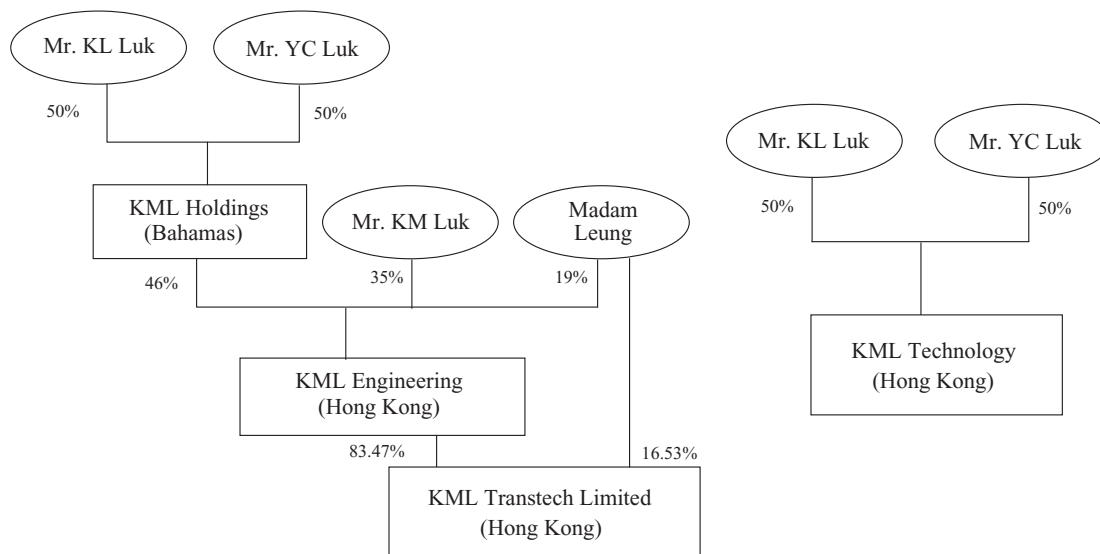 Mr. KL Luk
Mr. YC Luk
50%
50%
KML Holdings
(Bahamas)
Mr. KM Luk
Madam
Leung
46%
35%
19%
KML Engineering
(Hong Kong)
83.47%
16.53%
KML Transtech Limited
(Hong Kong)
Mr. KL Luk
Mr. YC Luk
50%
50%
KML Technology
(Hong Kong)